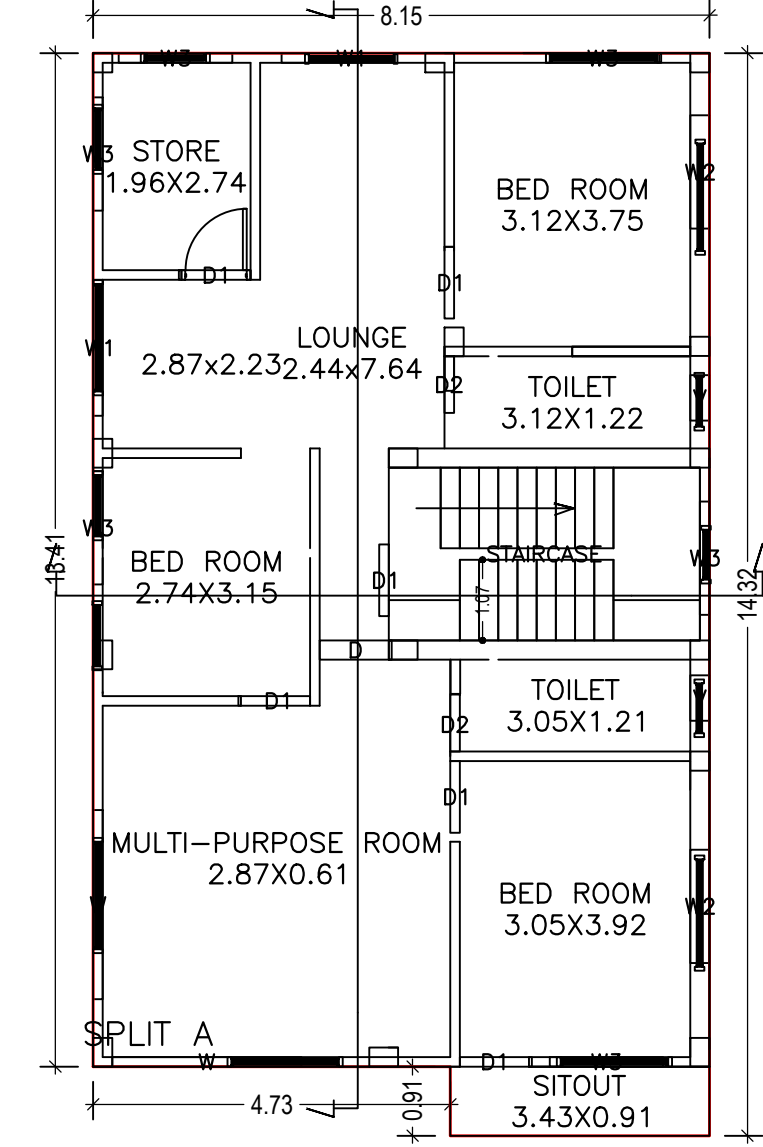 8.15
W3
W1
W3
W3
STORE
1.96X2.74
W2
BED ROOM
3.12X3.75
D1
D1
W1
LOUNGE
2.87x2.23
2.44x7.64
D2
TOILET
3.12X1.22
V
W3
13.41
BED ROOM
2.74X3.15
STAIRCASE
W3
D1
1.07
14.32
D
D1
TOILET
3.05X1.21
V
D2
D1
MULTI-PURPOSE ROOM
2.87X0.61
BED ROOM
3.05X3.92
W2
SPLIT A
W
D1
W3
SITOUT
3.43X0.91
4.73
0.91